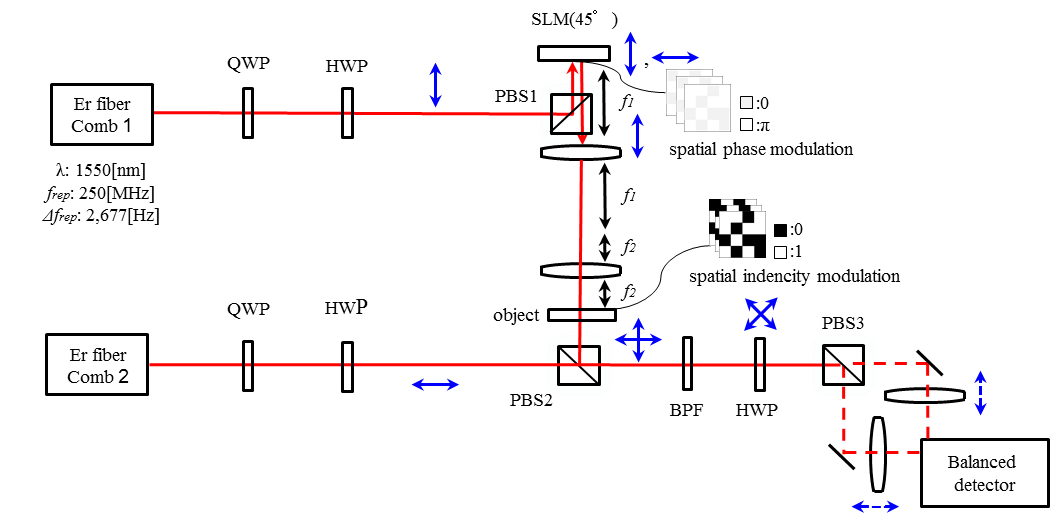 SLM(45°)
QWP
HWP
,
Er fiber
Comb 1
PBS1
f1
:0
:π
spatial phase modulation
λ: 1550[nm]
frep: 250[MHz]
Δfrep: 2,677[Hz]
f1
f2
:0
:1
spatial indencity modulation
f2
object
QWP
HWP
PBS3
Er fiber
Comb 2
PBS2
BPF
HWP
Balanced
detector